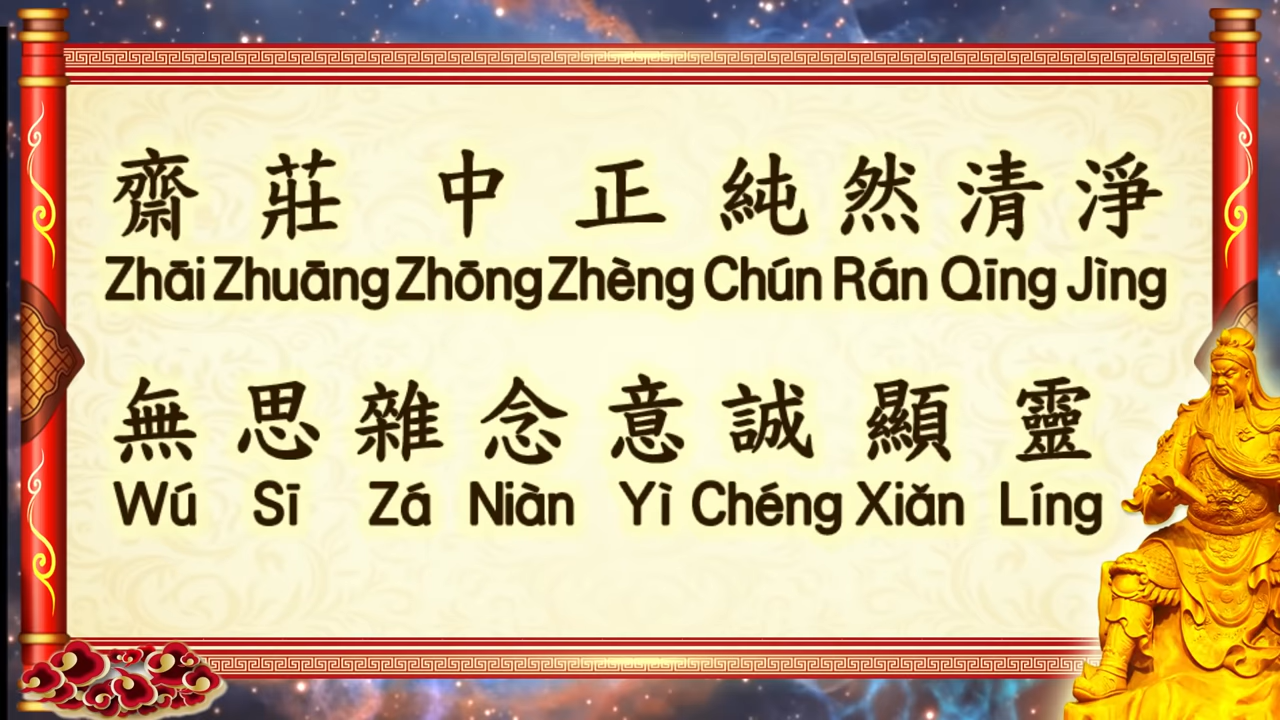 齋 莊 中 正 純 然 清 淨
Zhāi Zhuāng Zhōng Zhèng Chún Rán Qīng Jìng
無 思 雜 念 意 誠 顯 靈
Wú Sī Zá Niàn Yì Chéng Xiǎn Líng